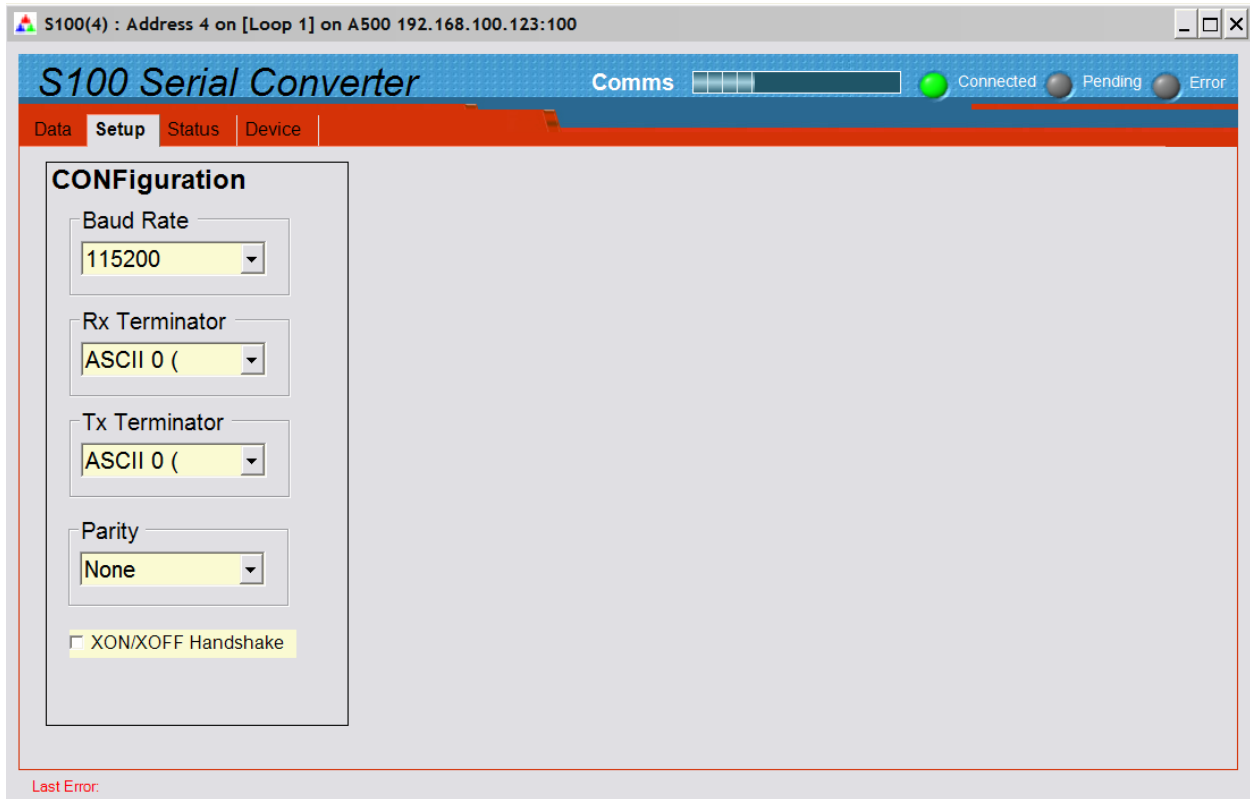 S100(4) : Address 4 on [Loop 1] on A500 192.168.100.123:100
S100 Serial Converter Comms Connected Pending Error
Data Setup Status Device
CONFiguration
Baud Rate
115200
Rx Terminator
ASCII 0 (
Tx Terminator
ASCII 0 (
Parity
None
XON/XOFF Handshake
Last Error: